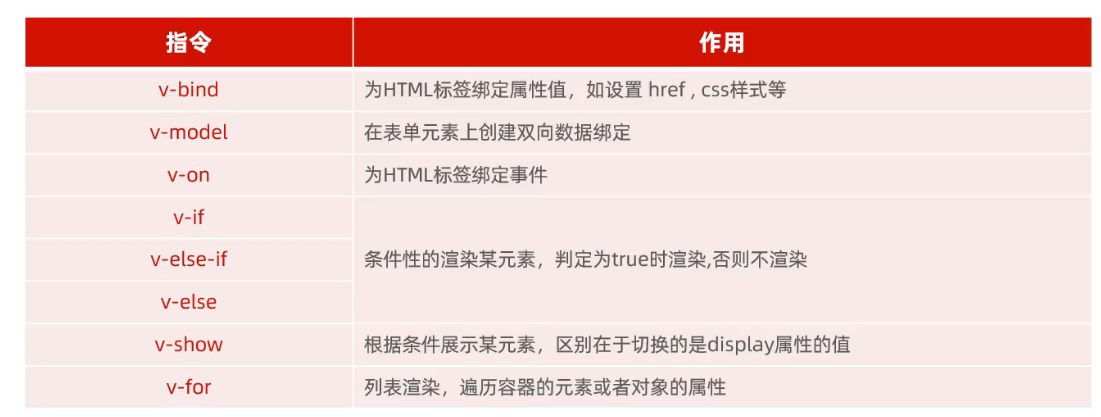 指令 作用
v-bind 为HTML标签绑定属性值，如设置 href , css样式等
v-model 在表单元素上创建双向数据绑定
v-on 为HTML标签绑定事件
v-if
v-else-if 条件性的渲染某元素，判定为true时渲染,否则不渲染
v-else
v-show 根据条件展示某元素，区别在于切换的是display属性的值
v-for 列表渲染，遍历容器的元素或者对象的属性